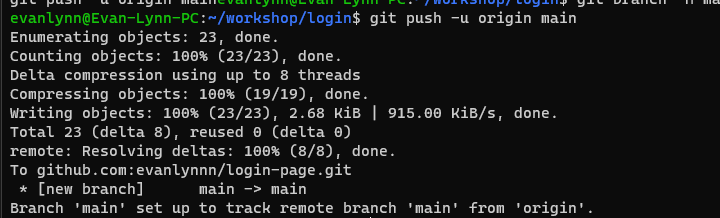 git push -u origin mainevanlynn@Evan-Lynn-PC:~/workshop/login$ git branch
evanlynn@Evan-Lynn-PC:~/workshop/login$ git push -u origin main
Enumerating objects: 23, done.
Counting objects: 100% (23/23), done.
Delta compression using up to 8 threads
Compressing objects: 100% (19/19), done.
Writing objects: 100% (23/23), 2.68 KiB | 915.00 KiB/s, done.
Total 23 (delta 8), reused 0 (delta 0)
remote: Resolving deltas: 100% (8/8), done.
To github.com:evanlynnn/login-page.git
 * [new branch]      main -> main
Branch 'main' set up to track remote branch 'main' from 'origin'.